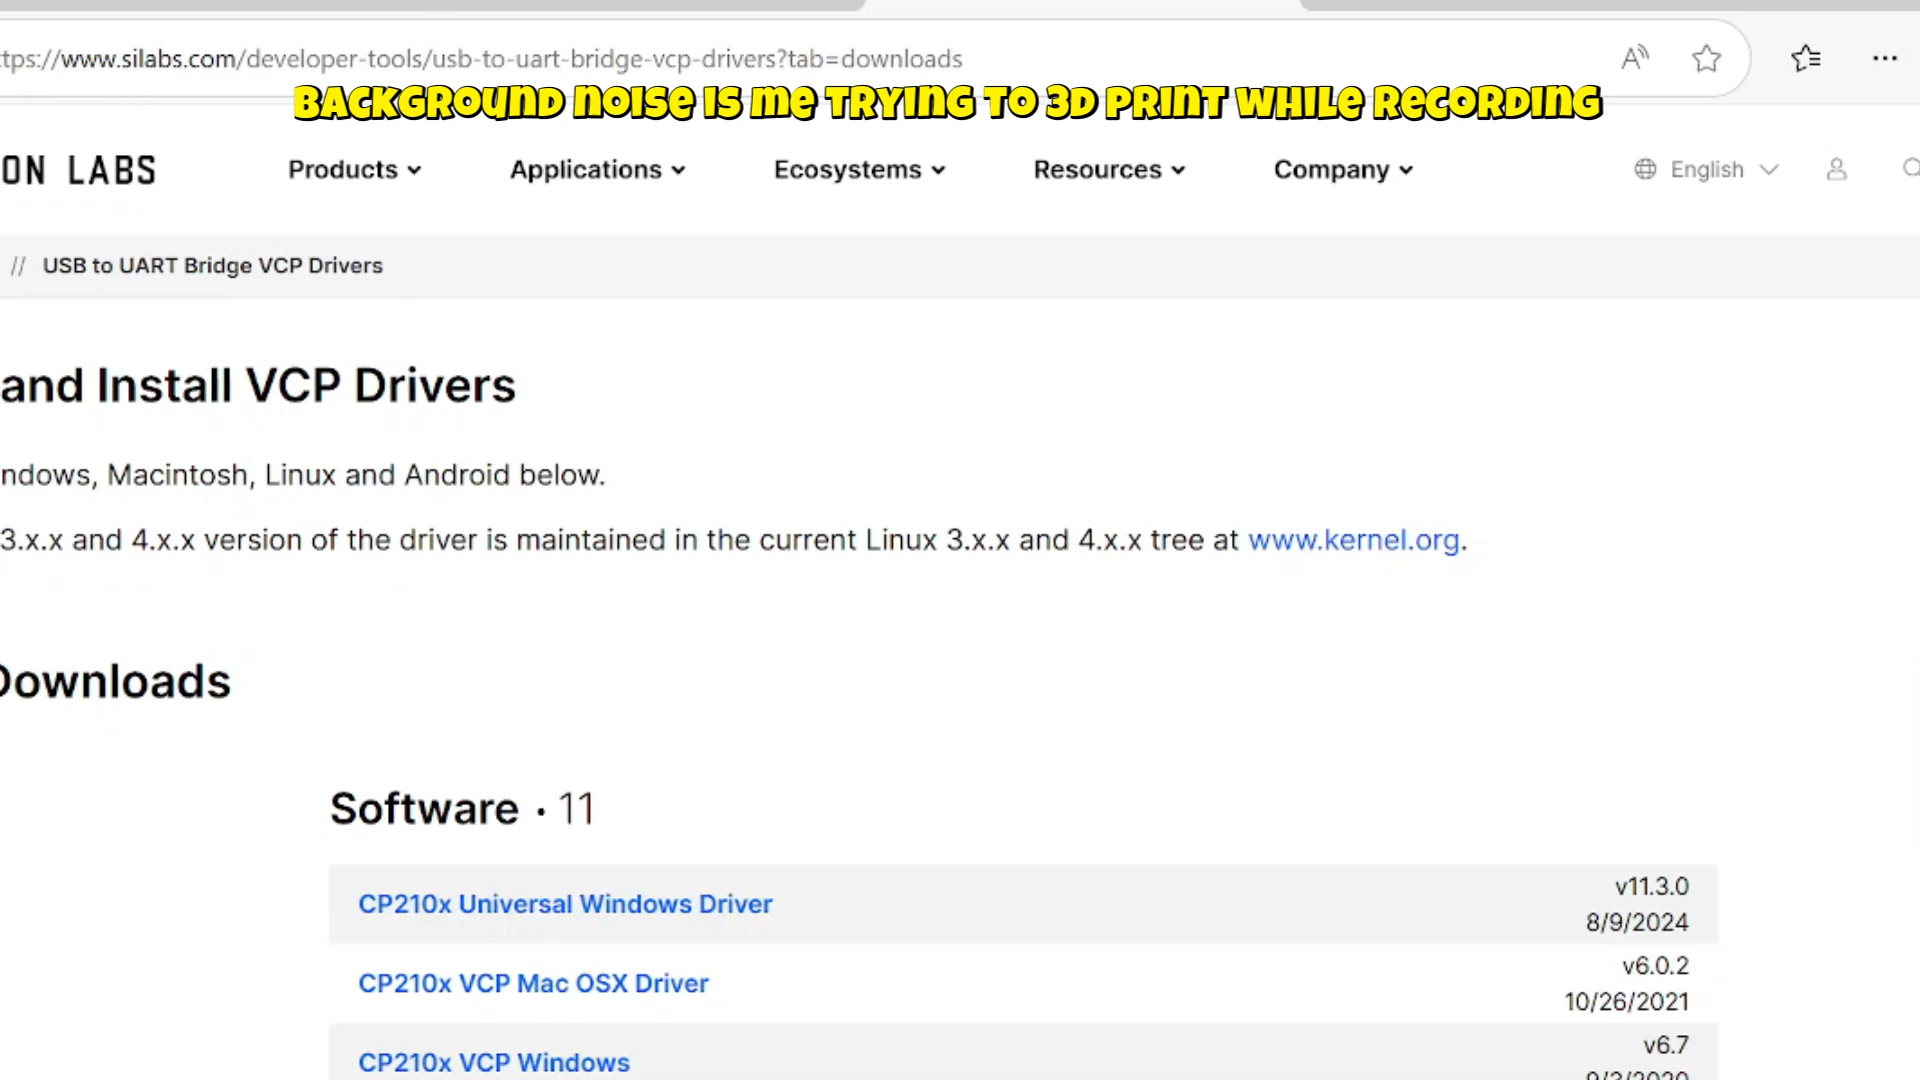 tps://www.silabs.com/developer-tools/usb-to-uart-bridge-vcp-drivers?tab=downloads
BACKGROUND NOISE IS ME TRYING TO 3D PRINT WHILE RECORDING
ON LABS
Products
Applications
Ecosystems
Resources
Company
English
// USB to UART Bridge VCP Drivers
and Install VCP Drivers
ndows, Macintosh, Linux and Android below.
3.x.x and 4.x.x version of the driver is maintained in the current Linux 3.x.x and 4.x.x tree at www.kernel.org.
Downloads
Software · 11
CP210x Universal Windows Driver
v11.3.0
8/9/2024
CP210x VCP Mac OSX Driver
v6.0.2
10/26/2021
CP210x VCP Windows
v6.7
9/3/2020